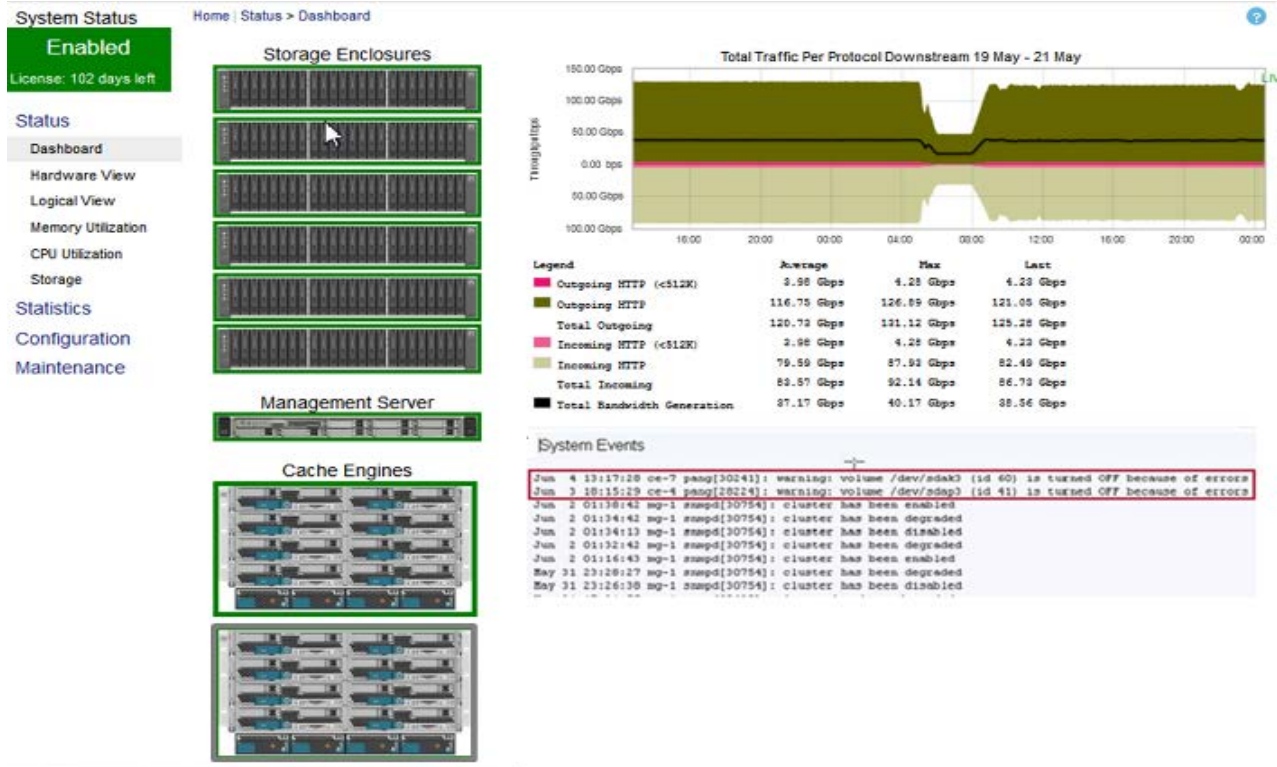 System Status
Enabled
License: 102 days left
Status
Dashboard
Hardware View
Logical View
Memory Utilization
CPU Utilization
Storage
Statistics
Configuration
Maintenance
Home | Status > Dashboard
?
Storage Enclosures
Management Server
Cache Engines
Total Traffic Per Protocol Downstream 19 May - 21 May
150.00 Gbps
100.00 Gbps
50.00 Gbps
0.00 bps
50.00 Gbps
100.00 Gbps
16:00 20:00 00:00 04:00 08:00 12:00 16:00 20:00 00:00
Legend Average Max Last
Outgoing HTTP (<512K) 3.98 Gbps 4.28 Gbps 4.23 Gbps
Outgoing HTTP 116.75 Gbps 126.89 Gbps 121.05 Gbps
Total Outgoing 120.73 Gbps 131.12 Gbps 125.28 Gbps
Incoming HTTP (<512K) 3.98 Gbps 4.28 Gbps 4.23 Gbps
Incoming HTTP 79.59 Gbps 87.93 Gbps 82.49 Gbps
Total Incoming 83.57 Gbps 92.14 Gbps 86.73 Gbps
Total Bandwidth Generation 37.17 Gbps 40.17 Gbps 38.56 Gbps
System Events
Jun 4 13:17:28 ce-7 pang[30241]: warning: volume /dev/sdak3 (id 60) is turned OFF because of errors
Jun 3 18:15:29 ce-4 pang[28224]: warning: volume /dev/sdap3 (id 41) is turned OFF because of errors
Jun 2 01:38:42 mg-1 snmpd[30754]: cluster has been enabled
Jun 2 01:34:42 mg-1 snmpd[30754]: cluster has been degraded
Jun 2 01:34:13 mg-1 snmpd[30754]: cluster has been disabled
Jun 2 01:32:42 mg-1 snmpd[30754]: cluster has been degraded
Jun 2 01:16:43 mg-1 snmpd[30754]: cluster has been enabled
May 31 23:28:27 mg-1 snmpd[30754]: cluster has been degraded
May 31 23:26:38 mg-1 snmpd[30754]: cluster has been disabled